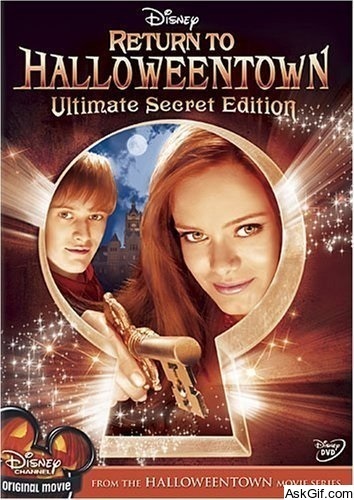 Disney
RETURN TO
HALLOWEENTOWN
Ultimate Secret Edition
Disney
CHANNEL
ORIGINAL MOVIE
FROM THE HALLOWEENTOWN MOVIE SERIES
Disney
DVD
AskGif.com